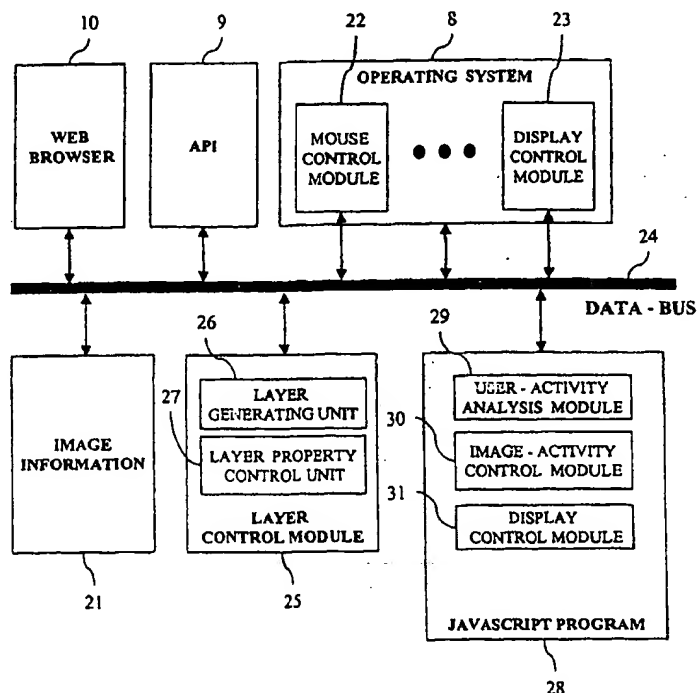 10
9
22
8
23
OPERATING SYSTEM
WEB
BROWSER
API
MOUSE
CONTROL
MODULE
DISPLAY
CONTROL
MODULE
24
DATA - BUS
26
27
29
30
31
IMAGE
INFORMATION
LAYER
GENERATING UNIT
LAYER PROPERTY
CONTROL UNIT
LAYER
CONTROL MODULE
USER - ACTIVITY
ANALYSIS MODULE
IMAGE - ACTIVITY
CONTROL MODULE
DISPLAY
CONTROL MODULE
JAVASCRIPT PROGRAM
21
25
28